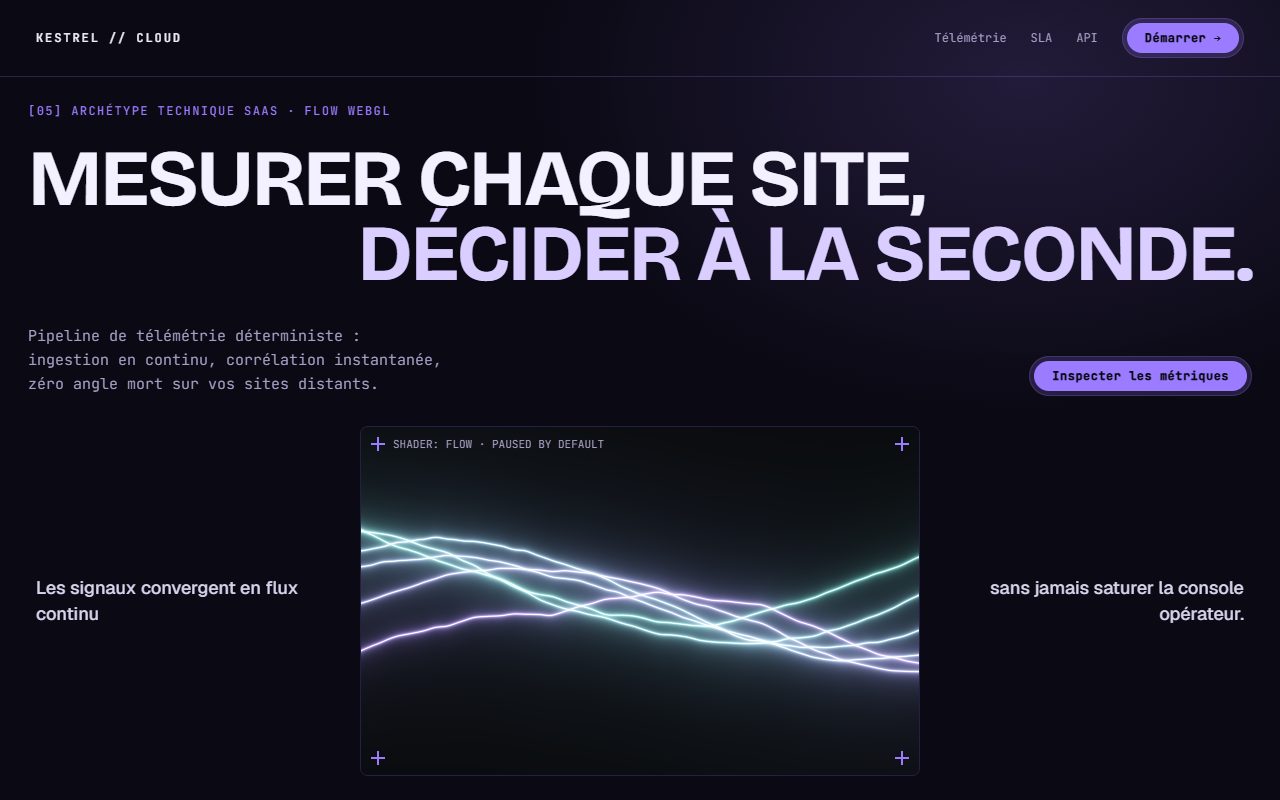 KESTREL // CLOUD
Télémétrie SLA API Démarrer →
[05] ARCHÉTYPE TECHNIQUE SAAS · FLOW WEBGL
MESURER CHAQUE SITE,
DÉCIDER À LA SECONDE.
Pipeline de télémétrie déterministe :
ingestion en continu, corrélation instantanée,
zéro angle mort sur vos sites distants.
Inspecter les métriques
SHADER: FLOW · PAUSED BY DEFAULT
Les signaux convergent en flux
continu
sans jamais saturer la console
opérateur.